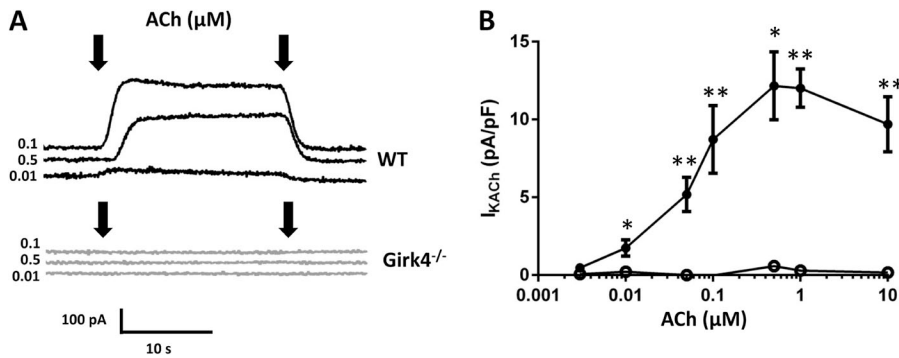 A
ACh (µM)
0.1
0.5
0.01
WT
0.1
0.5
0.01
Girk4-/-
100 pA
10 s
B
15
10
5
0
IKACh (pA/pF)
* ** ** * ** **
0.001 0.01 0.1 1 10
ACh (µM)